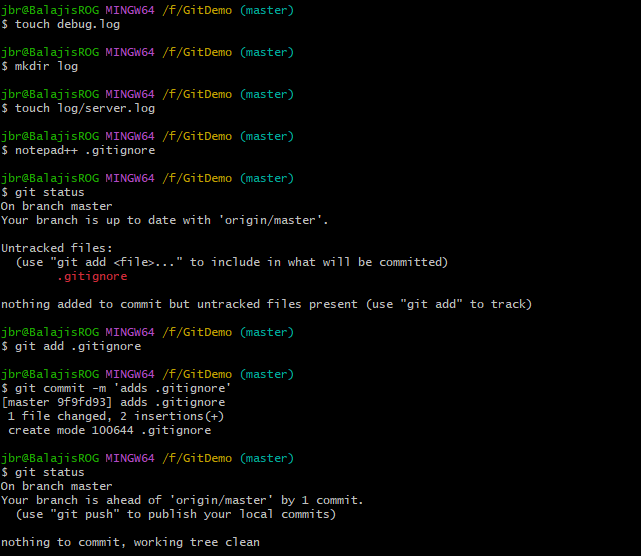 jbr@BalajisROG MINGW64 /f/GitDemo (master)
$ touch debug.log
jbr@BalajisROG MINGW64 /f/GitDemo (master)
$ mkdir log
jbr@BalajisROG MINGW64 /f/GitDemo (master)
$ touch log/server.log
jbr@BalajisROG MINGW64 /f/GitDemo (master)
$ notepad++ .gitignore
jbr@BalajisROG MINGW64 /f/GitDemo (master)
$ git status
On branch master
Your branch is up to date with 'origin/master'.
Untracked files:
  (use "git add <file>..." to include in what will be committed)
        .gitignore
nothing added to commit but untracked files present (use "git add" to track)
jbr@BalajisROG MINGW64 /f/GitDemo (master)
$ git add .gitignore
jbr@BalajisROG MINGW64 /f/GitDemo (master)
$ git commit -m 'adds .gitignore'
[master 9f9fd93] adds .gitignore
 1 file changed, 2 insertions(+)
 create mode 100644 .gitignore
jbr@BalajisROG MINGW64 /f/GitDemo (master)
$ git status
On branch master
Your branch is ahead of 'origin/master' by 1 commit.
  (use "git push" to publish your local commits)
nothing to commit, working tree clean